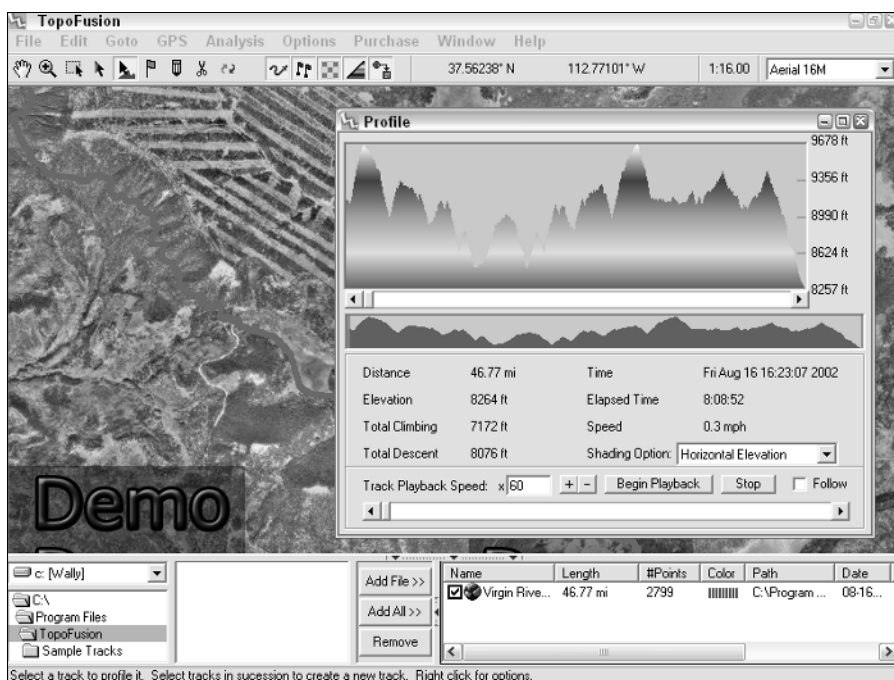 TopoFusion
File Edit Goto GPS Analysis Options Purchase Window Help
37.56238° N 112.77101° W 1:16.00 Aerial 16M
Profile
9678 ft
9356 ft
8990 ft
8624 ft
8257 ft
Distance 46.77 mi Time Fri Aug 16 16:23:07 2002
Elevation 8264 ft Elapsed Time 8:08:52
Total Climbing 7172 ft Speed 0.3 mph
Total Descent 8076 ft Shading Option: Horizontal Elevation
Track Playback Speed: x 60 + - Begin Playback Stop Follow
Demo
c: [Wally]
C:\
Program Files
TopoFusion
Sample Tracks
Add File >>
Add All >>
Remove
Name Length #Points Color Path Date
Virgin Rive... 46.77 mi 2799 C:\Program ... 08-16...
Select a track to profile it. Select tracks in sucession to create a new track. Right click for options.